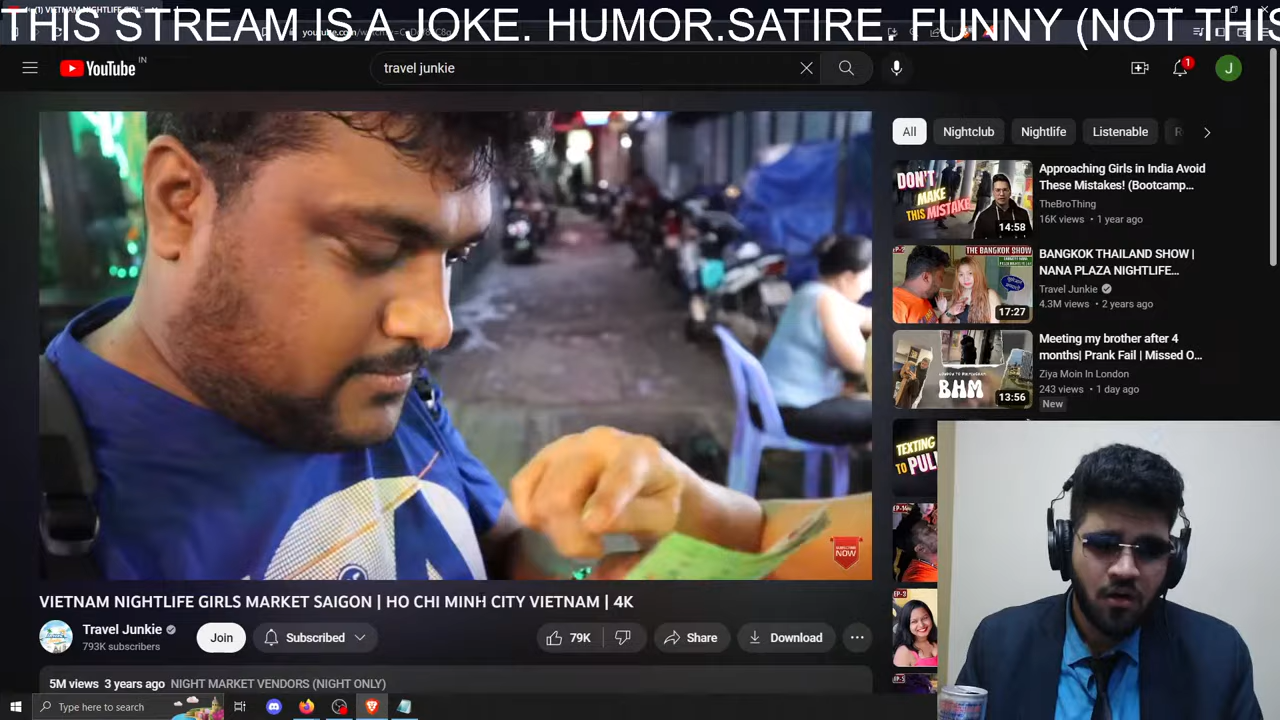 THIS STREAM IS A JOKE. HUMOR.SATIRE. FUNNY (NOT THIS
YouTube IN
travel junkie
1
J
All
Nightclub
Nightlife
Listenable
DON'T
MAKE
THIS MISTAKE
14:58
Approaching Girls in India Avoid
These Mistakes! (Bootcamp...
TheBroThing
16K views • 1 year ago
THE BANGKOK SHOW
17:27
BANGKOK THAILAND SHOW |
NANA PLAZA NIGHTLIFE...
Travel Junkie
4.3M views • 2 years ago
BHM
13:56
Meeting my brother after 4
months| Prank Fail | Missed O...
Ziya Moin In London
243 views • 1 day ago
New
TEXTING
TO PULL
SUBSCRIBE
NOW
VIETNAM NIGHTLIFE GIRLS MARKET SAIGON | HO CHI MINH CITY VIETNAM | 4K
Travel Junkie
793K subscribers
Join
Subscribed
79K
Share
Download
5M views 3 years ago NIGHT MARKET VENDORS (NIGHT ONLY)
Type here to search